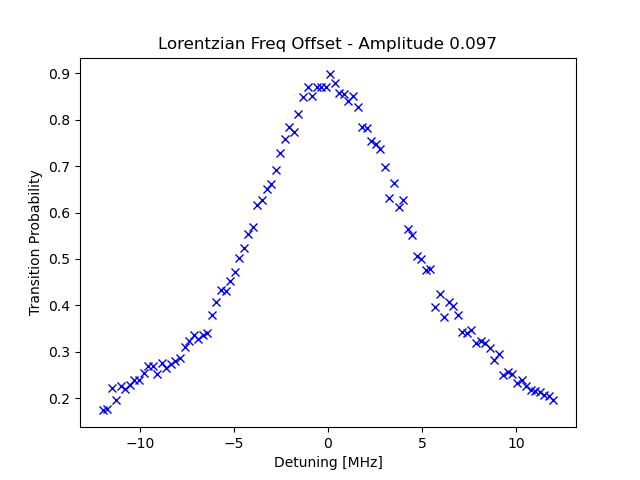 Lorentzian Freq Offset - Amplitude 0.097
Transition Probability
0.9
0.8
0.7
0.6
0.5
0.4
0.3
0.2
−10 −5 0 5 10
Detuning [MHz]